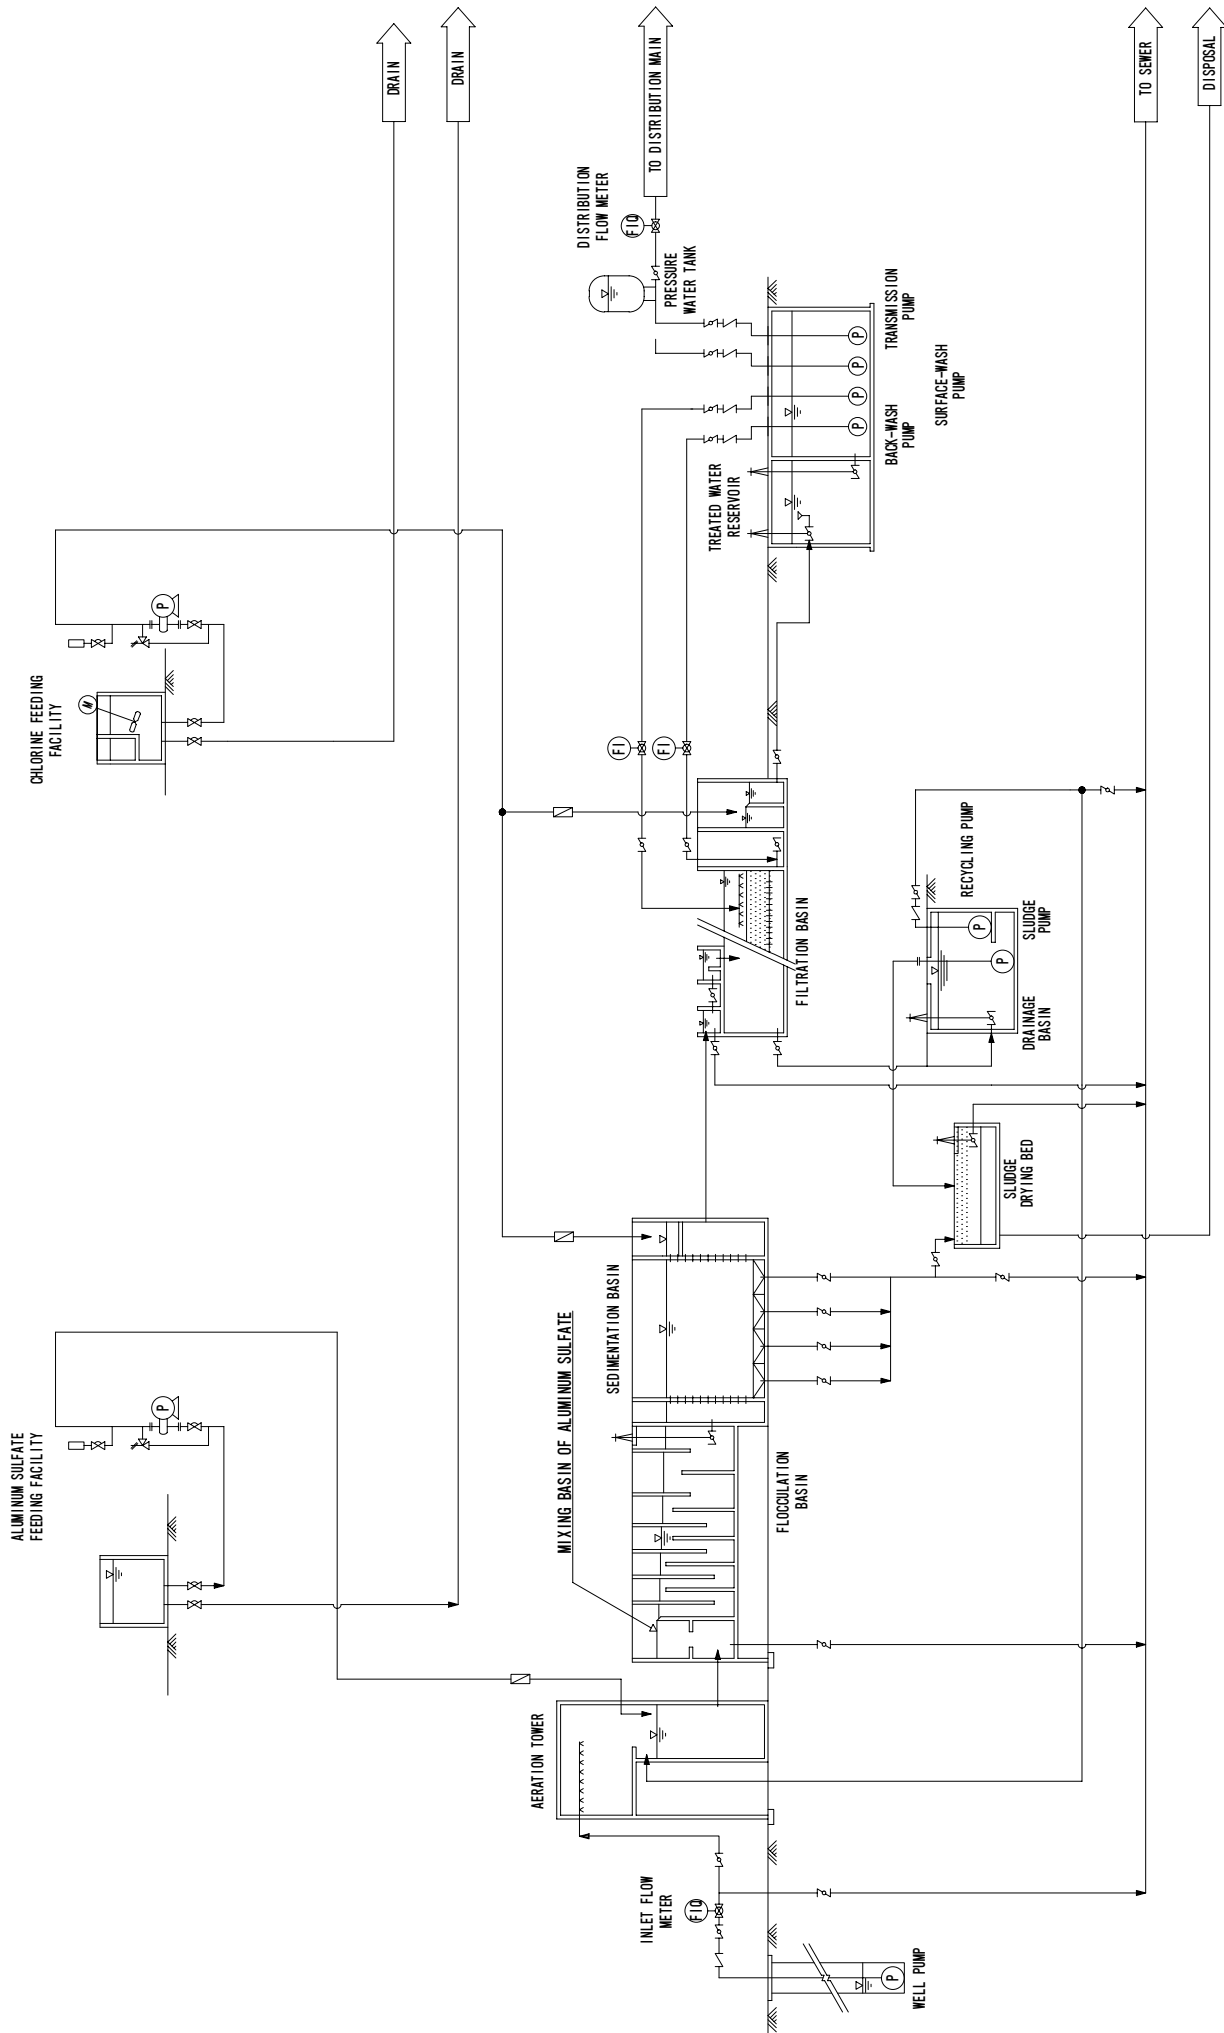 ALUMINUM SULFATE
FEEDING FACILITY
P
CHLORINE FEEDING
FACILITY
M
P
DRAIN
DRAIN
AERATION TOWER
MIXING BASIN OF ALUMINUM SULFATE
SEDIMENTATION BASIN
FLOCCULATION
BASIN
INLET FLOW
METER
FIQ
WELL PUMP
P
FI
FI
FILTRATION BASIN
TREATED WATER
RESERVOIR
DISTRIBUTION
FLOW METER
FIQ
PRESSURE
WATER TANK
TO DISTRIBUTION MAIN
P
P
P
P
BACK-WASH
PUMP
SURFACE-WASH
PUMP
TRANSMISSION
PUMP
SLUDGE
DRYING BED
DRAINAGE
BASIN
P
P
SLUDGE
PUMP
RECYCLING PUMP
TO SEWER
DISPOSAL